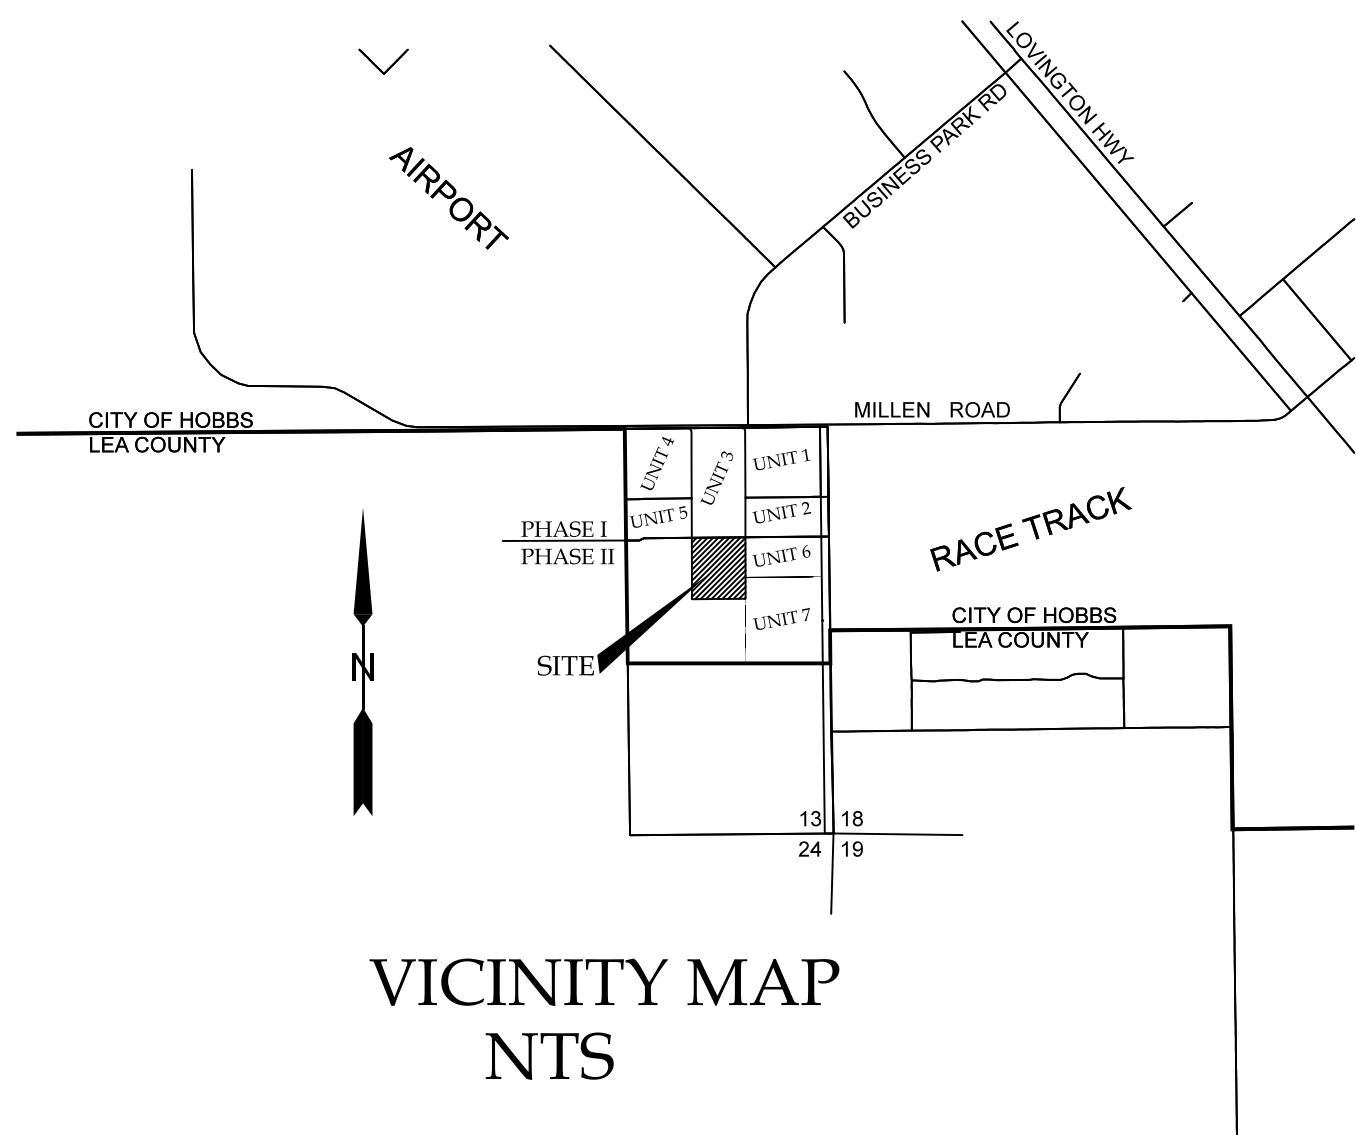 LOVINGTON HWY
BUSINESS PARK RD
AIRPORT
MILLEN ROAD
CITY OF HOBBS
LEA COUNTY
UNIT 4
UNIT 3
UNIT 1
UNIT 5
UNIT 2
RACE TRACK
PHASE I
PHASE II
UNIT 6
UNIT 7
CITY OF HOBBS
LEA COUNTY
SITE
N
13 18
24 19
VICINITY MAP
NTS